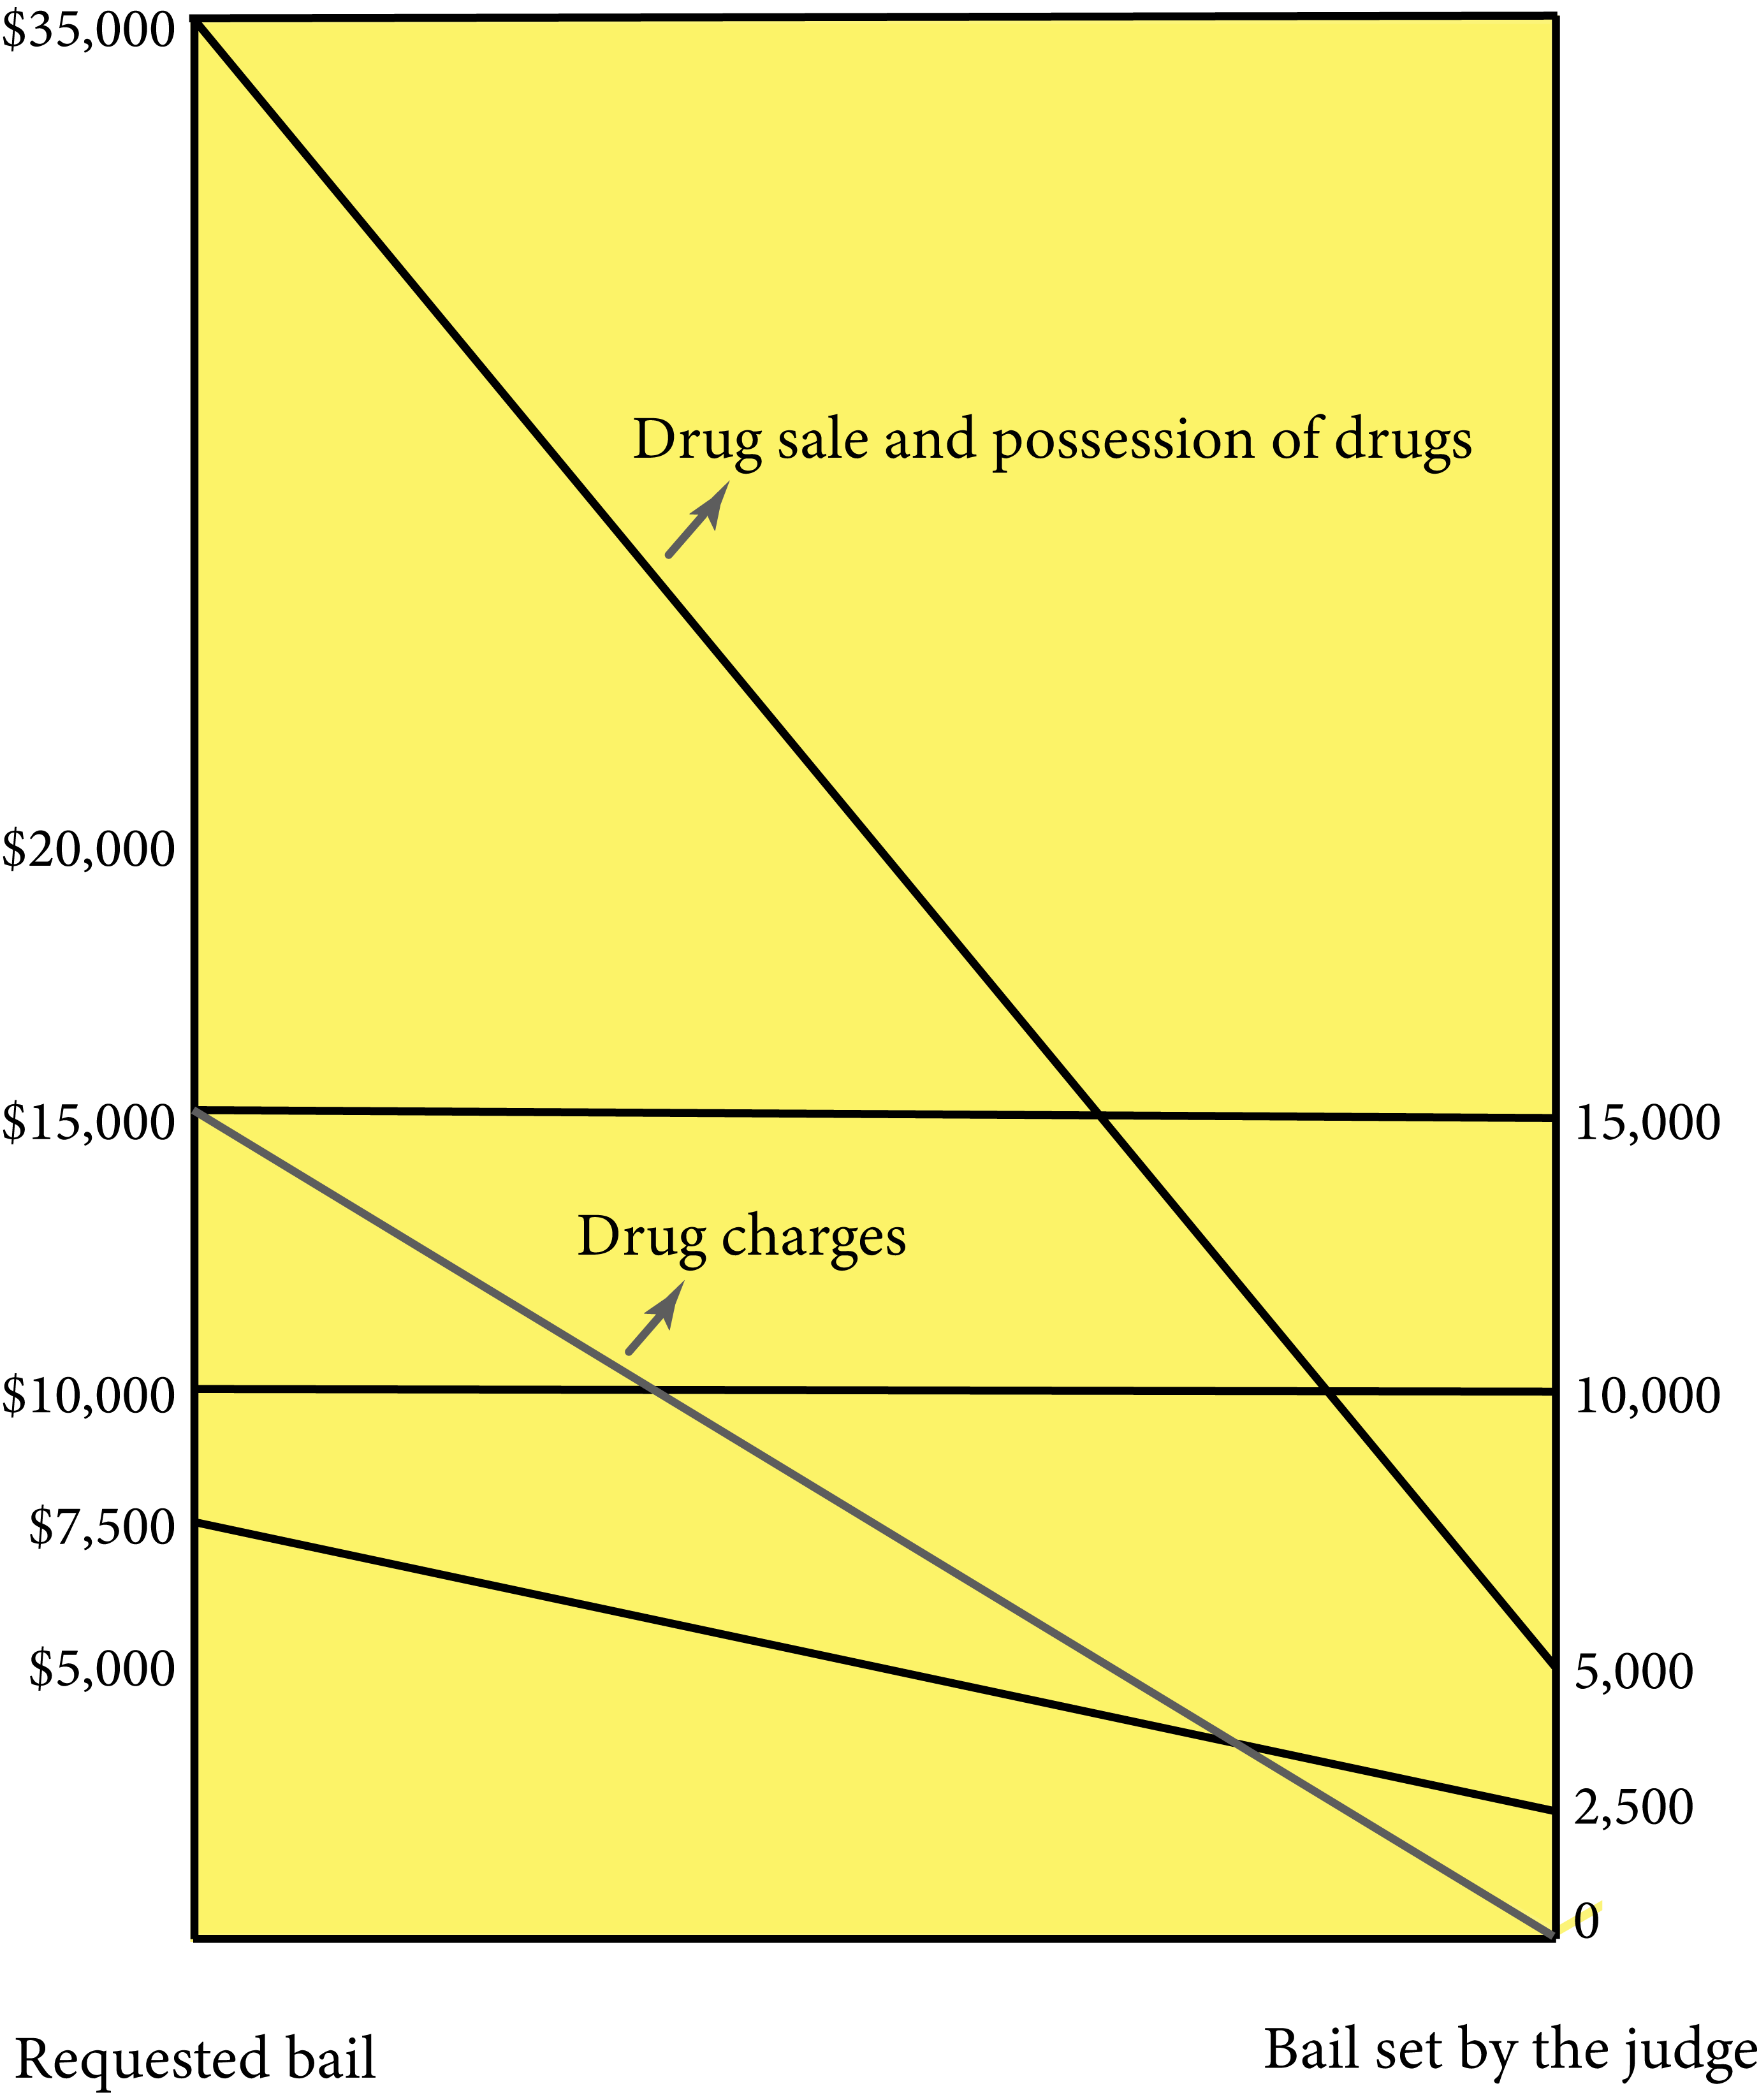 $35,000
Drug sale and possession of drugs
$20,000
$15,000
15,000
Drug charges
$10,000
10,000
$7,500
$5,000
5,000
2,500
0
Requested bail
Bail set by the judge